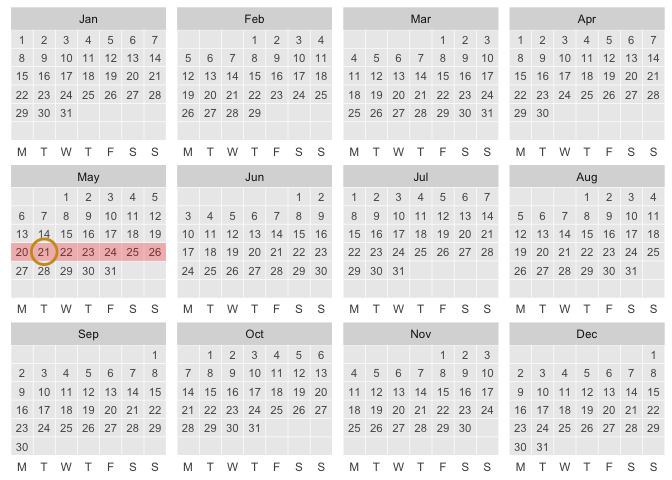 Jan
1 2 3 4 5 6 7
8 9 10 11 12 13 14
15 16 17 18 19 20 21
22 23 24 25 26 27 28
29 30 31
M T W T F S S
Feb
1 2 3 4
5 6 7 8 9 10 11
12 13 14 15 16 17 18
19 20 21 22 23 24 25
26 27 28 29
M T W T F S S
Mar
1 2 3
4 5 6 7 8 9 10
11 12 13 14 15 16 17
18 19 20 21 22 23 24
25 26 27 28 29 30 31
M T W T F S S
Apr
1 2 3 4 5 6 7
8 9 10 11 12 13 14
15 16 17 18 19 20 21
22 23 24 25 26 27 28
29 30
M T W T F S S
May
1 2 3 4 5
6 7 8 9 10 11 12
13 14 15 16 17 18 19
20 21 22 23 24 25 26
27 28 29 30 31
M T W T F S S
Jun
1 2
3 4 5 6 7 8 9
10 11 12 13 14 15 16
17 18 19 20 21 22 23
24 25 26 27 28 29 30
M T W T F S S
Jul
1 2 3 4 5 6 7
8 9 10 11 12 13 14
15 16 17 18 19 20 21
22 23 24 25 26 27 28
29 30 31
M T W T F S S
Aug
1 2 3 4
5 6 7 8 9 10 11
12 13 14 15 16 17 18
19 20 21 22 23 24 25
26 27 28 29 30 31
M T W T F S S
Sep
1
2 3 4 5 6 7 8
9 10 11 12 13 14 15
16 17 18 19 20 21 22
23 24 25 26 27 28 29
30
M T W T F S S
Oct
1 2 3 4 5 6
7 8 9 10 11 12 13
14 15 16 17 18 19 20
21 22 23 24 25 26 27
28 29 30 31
M T W T F S S
Nov
1 2 3
4 5 6 7 8 9 10
11 12 13 14 15 16 17
18 19 20 21 22 23 24
25 26 27 28 29 30
M T W T F S S
Dec
1
2 3 4 5 6 7 8
9 10 11 12 13 14 15
16 17 18 19 20 21 22
23 24 25 26 27 28 29
30 31
M T W T F S S